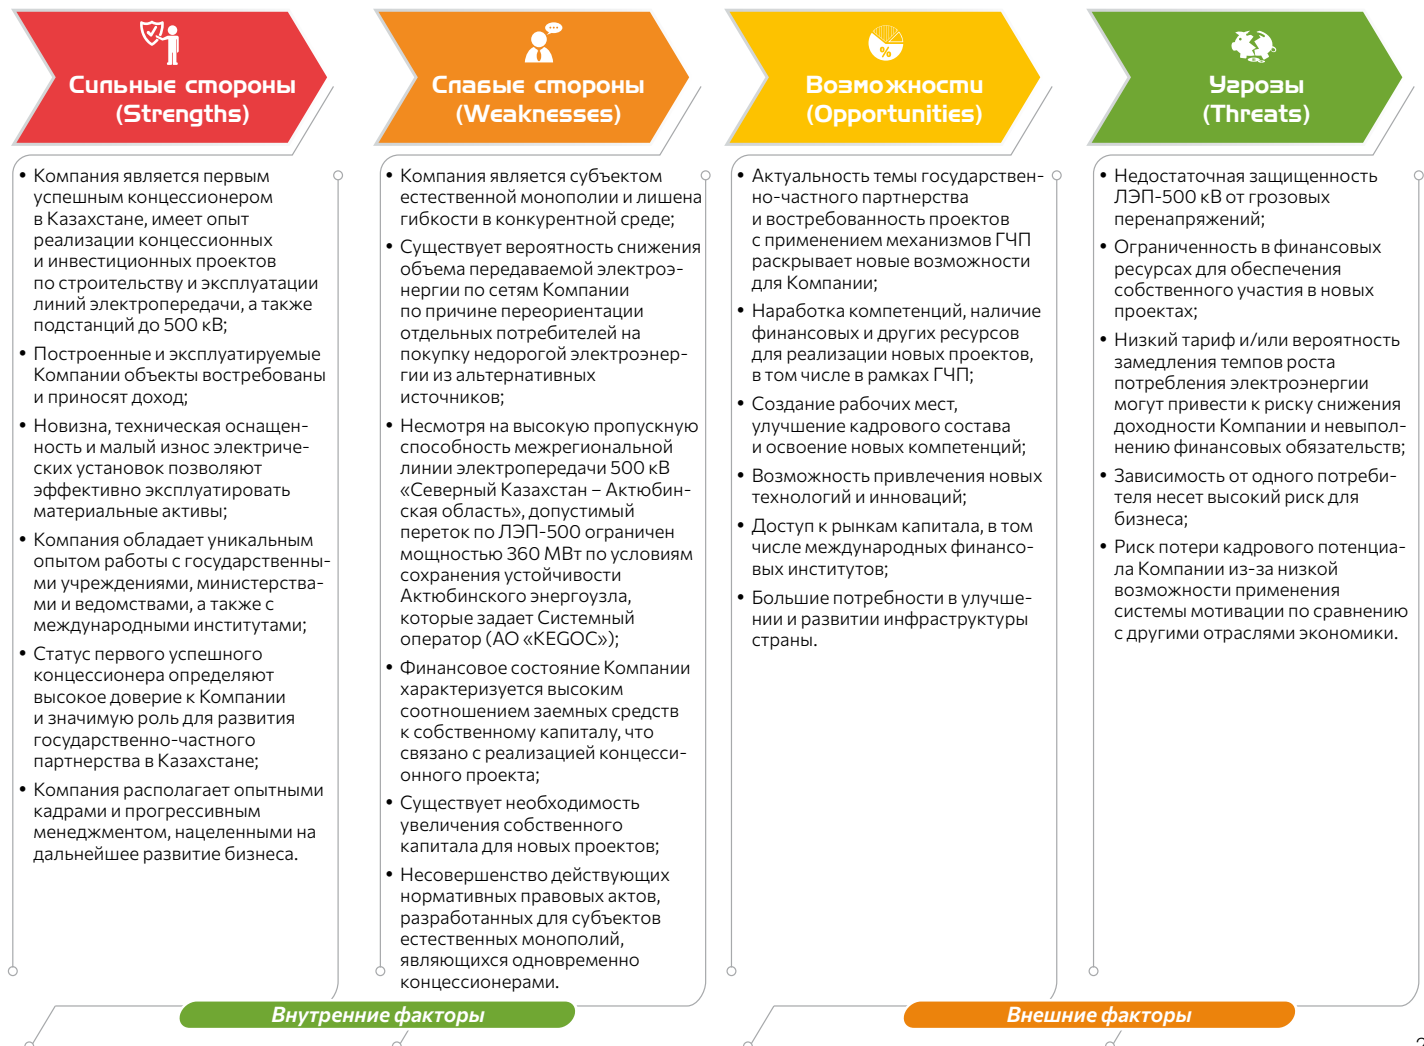 Сильные стороны
(Strengths)
• Компания является первым
успешным концессионером
в Казахстане, имеет опыт
реализации концессионных
и инвестиционных проектов
по строительству и эксплуатации
линий электропередачи, а также
подстанций до 500 кВ;
• Построенные и эксплуатируемые
Компании объекты востребованы
и приносят доход;
• Новизна, техническая оснащен-
ность и малый износ электриче-
ских установок позволяют
эффективно эксплуатировать
материальные активы;
• Компания обладает уникальным
опытом работы с государственны-
ми учреждениями, министерства-
ми и ведомствами, а также с
международными институтами;
• Статус первого успешного
концессионера определяют
высокое доверие к Компании
и значимую роль для развития
государственно-частного
партнерства в Казахстане;
• Компания располагает опытными
кадрами и прогрессивным
менеджментом, нацеленными на
дальнейшее развитие бизнеса.
Слабые стороны
(Weaknesses)
• Компания является субъектом
естественной монополии и лишена
гибкости в конкурентной среде;
• Существует вероятность снижения
объема передаваемой электроэ-
нергии по сетям Компании
по причине переориентации
отдельных потребителей на
покупку недорогой электроэнер-
гии из альтернативных
источников;
• Несмотря на высокую пропускную
способность межрегиональной
линии электропередачи 500 кВ
«Северный Казахстан – Актюбин-
ская область», допустимый
переток по ЛЭП-500 ограничен
мощностью 360 МВт по условиям
сохранения устойчивости
Актюбинского энергоузла,
которые задает Системный
оператор (АО «KEGOC»);
• Финансовое состояние Компании
характеризуется высоким
соотношением заемных средств
к собственному капиталу, что
связано с реализацией концесси-
онного проекта;
• Существует необходимость
увеличения собственного
капитала для новых проектов;
• Несовершенство действующих
нормативных правовых актов,
разработанных для субъектов
естественных монополий,
являющихся одновременно
концессионерами.
%
Возможности
(Opportunities)
• Актуальность темы государствен-
но-частного партнерства
и востребованность проектов
с применением механизмов ГЧП
раскрывает новые возможности
для Компании;
• Наработка компетенций, наличие
финансовых и других ресурсов
для реализации новых проектов,
в том числе в рамках ГЧП;
• Создание рабочих мест,
улучшение кадрового состава
и освоение новых компетенций;
• Возможность привлечения новых
технологий и инноваций;
• Доступ к рынкам капитала, в том
числе международных финансо-
вых институтов;
• Большие потребности в улучше-
нии и развитии инфраструктуры
страны.
Угрозы
(Threats)
• Недостаточная защищенность
ЛЭП-500 кВ от грозовых
перенапряжений;
• Ограниченность в финансовых
ресурсах для обеспечения
собственного участия в новых
проектах;
• Низкий тариф и/или вероятность
замедления темпов роста
потребления электроэнергии
могут привести к риску снижения
доходности Компании и невыпол-
нению финансовых обязательств;
• Зависимость от одного потреби-
теля несет высокий риск для
бизнеса;
• Риск потери кадрового потенциа-
ла Компании из-за низкой
возможности применения
системы мотивации по сравнению
с другими отраслями экономики.
Внутренние факторы
Внешние факторы